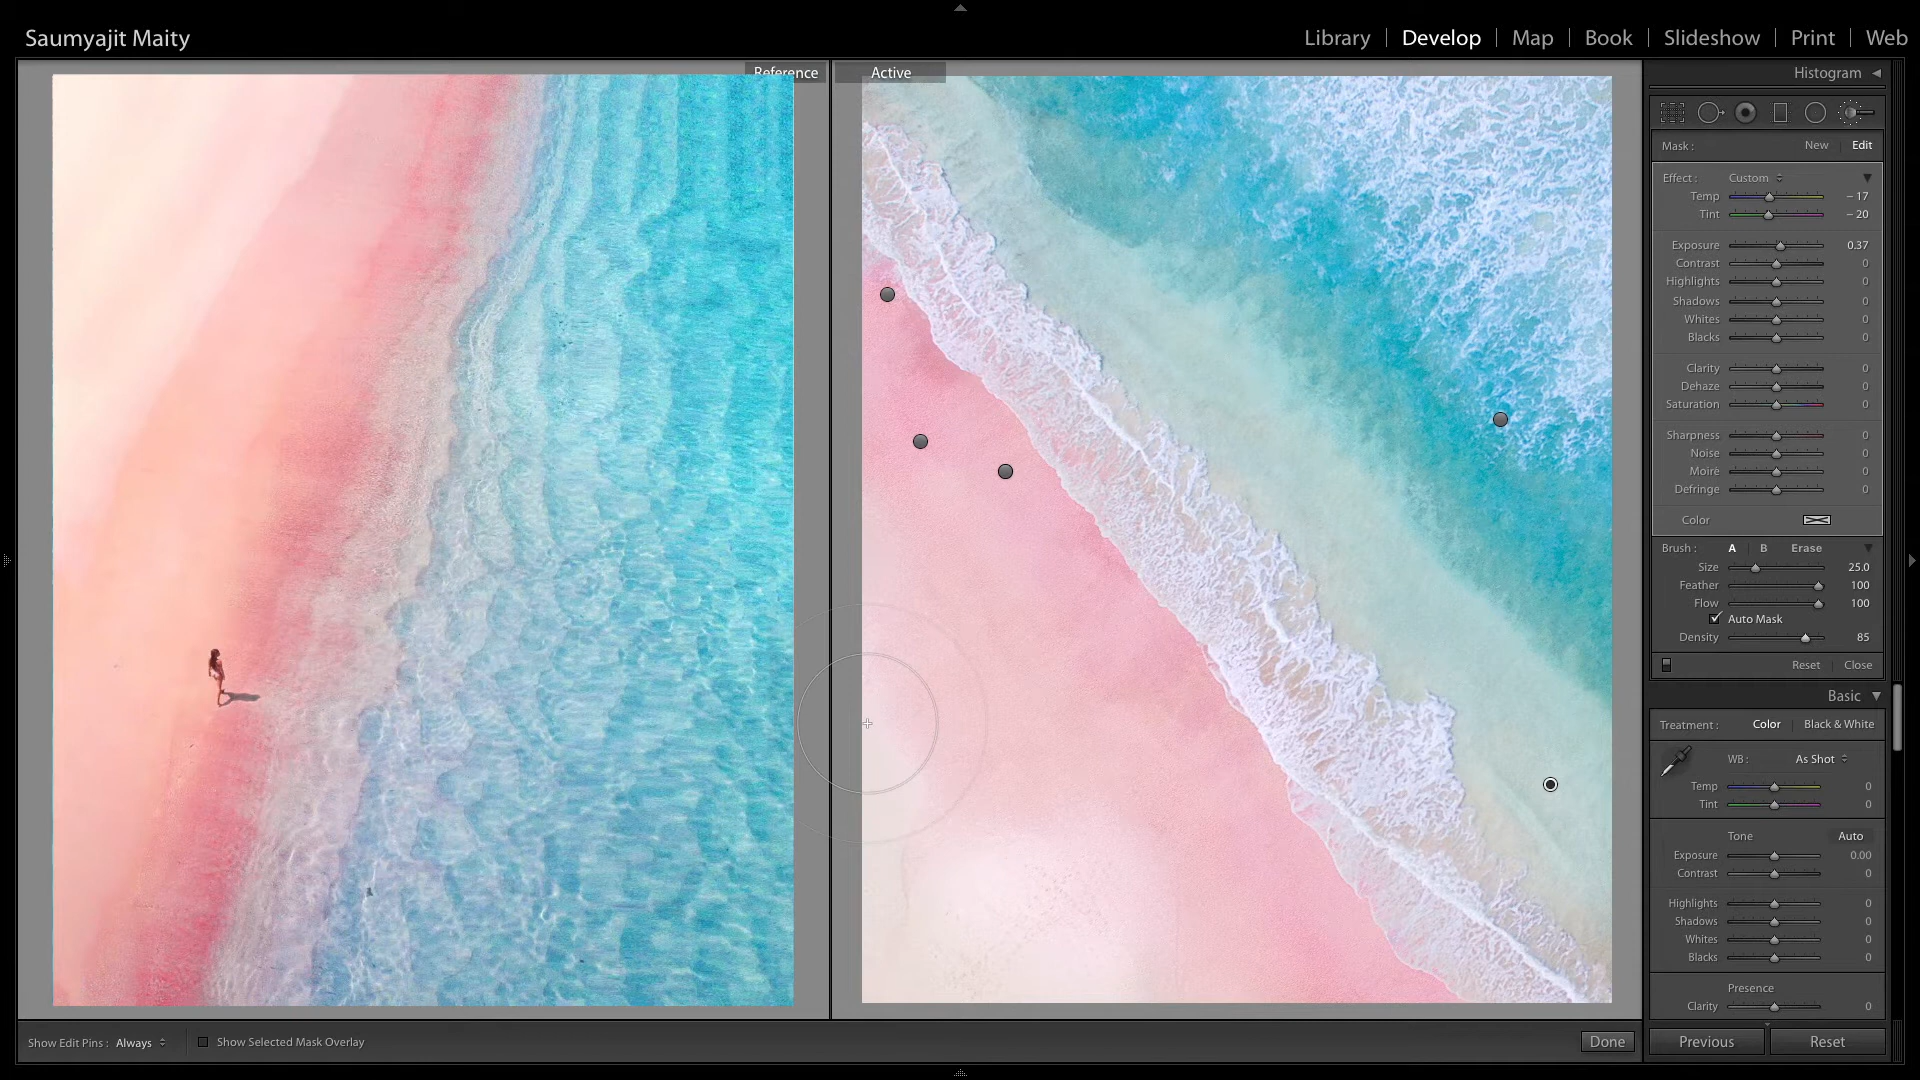 Saumyajit Maity
Library | Develop | Map | Book | Slideshow | Print | Web
Reference
Active
Histogram
Mask : New | Edit
Effect : Custom
Temp - 17
Tint - 20
Exposure 0.37
Contrast 0
Highlights 0
Shadows 0
Whites 0
Blacks 0
Clarity 0
Dehaze 0
Saturation 0
Sharpness 0
Noise 0
Moiré 0
Defringe 0
Color
Brush : A | B Erase
Size 25.0
Feather 100
Flow 100
Auto Mask
Density 85
Reset | Close
Basic
Treatment : Color | Black & White
WB : As Shot
Temp 0
Tint 0
Tone Auto
Exposure 0.00
Contrast 0
Highlights 0
Shadows 0
Whites 0
Blacks 0
Presence
Clarity 0
Show Edit Pins : Always
Show Selected Mask Overlay
Done
Previous
Reset